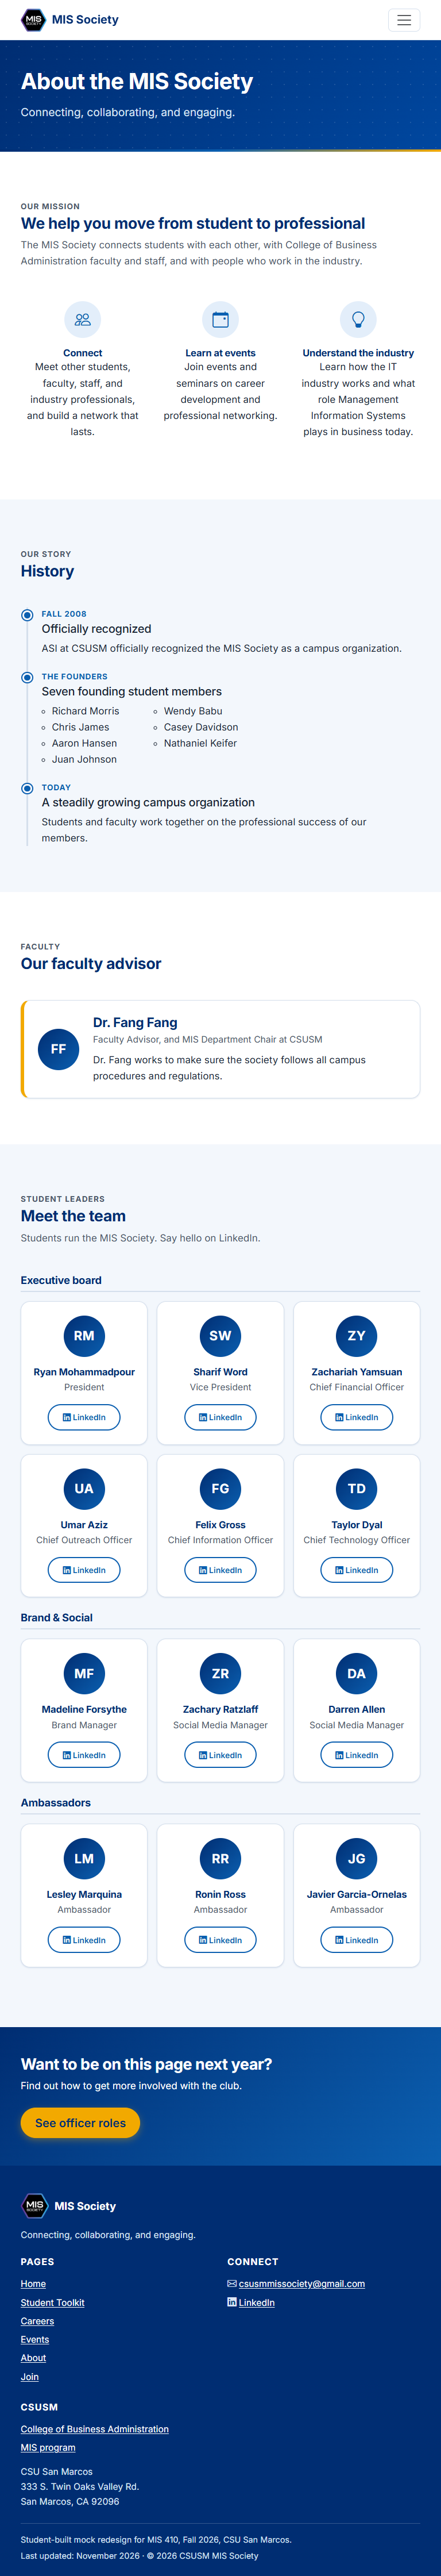 MIS SOCIETY
MIS Society
About the MIS Society
Connecting, collaborating, and engaging.
OUR MISSION
We help you move from student to professional
The MIS Society connects students with each other, with College of Business
Administration faculty and staff, and with people who work in the industry.
Connect
Meet other students,
faculty, staff, and
industry professionals,
and build a network that
lasts.
Learn at events
Join events and
seminars on career
development and
professional networking.
Understand the industry
Learn how the IT
industry works and what
role Management
Information Systems
plays in business today.
OUR STORY
History
FALL 2008
Officially recognized
ASI at CSUSM officially recognized the MIS Society as a campus organization.
THE FOUNDERS
Seven founding student members
Richard Morris
Chris James
Aaron Hansen
Juan Johnson
Wendy Babu
Casey Davidson
Nathaniel Keifer
TODAY
A steadily growing campus organization
Students and faculty work together on the professional success of our
members.
FACULTY
Our faculty advisor
FF
Dr. Fang Fang
Faculty Advisor, and MIS Department Chair at CSUSM
Dr. Fang works to make sure the society follows all campus
procedures and regulations.
STUDENT LEADERS
Meet the team
Students run the MIS Society. Say hello on LinkedIn.
Executive board
RM
Ryan Mohammadpour
President
LinkedIn
SW
Sharif Word
Vice President
LinkedIn
ZY
Zachariah Yamsuan
Chief Financial Officer
LinkedIn
UA
Umar Aziz
Chief Outreach Officer
LinkedIn
FG
Felix Gross
Chief Information Officer
LinkedIn
TD
Taylor Dyal
Chief Technology Officer
LinkedIn
Brand & Social
MF
Madeline Forsythe
Brand Manager
LinkedIn
ZR
Zachary Ratzlaff
Social Media Manager
LinkedIn
DA
Darren Allen
Social Media Manager
LinkedIn
Ambassadors
LM
Lesley Marquina
Ambassador
LinkedIn
RR
Ronin Ross
Ambassador
LinkedIn
JG
Javier Garcia-Ornelas
Ambassador
LinkedIn
Want to be on this page next year?
Find out how to get more involved with the club.
See officer roles
MIS SOCIETY
MIS Society
Connecting, collaborating, and engaging.
PAGES
Home
Student Toolkit
Careers
Events
About
Join
CONNECT
csusmmissociety@gmail.com
LinkedIn
CSUSM
College of Business Administration
MIS program
CSU San Marcos
333 S. Twin Oaks Valley Rd.
San Marcos, CA 92096
Student-built mock redesign for MIS 410, Fall 2026, CSU San Marcos.
Last updated: November 2026 · © 2026 CSUSM MIS Society